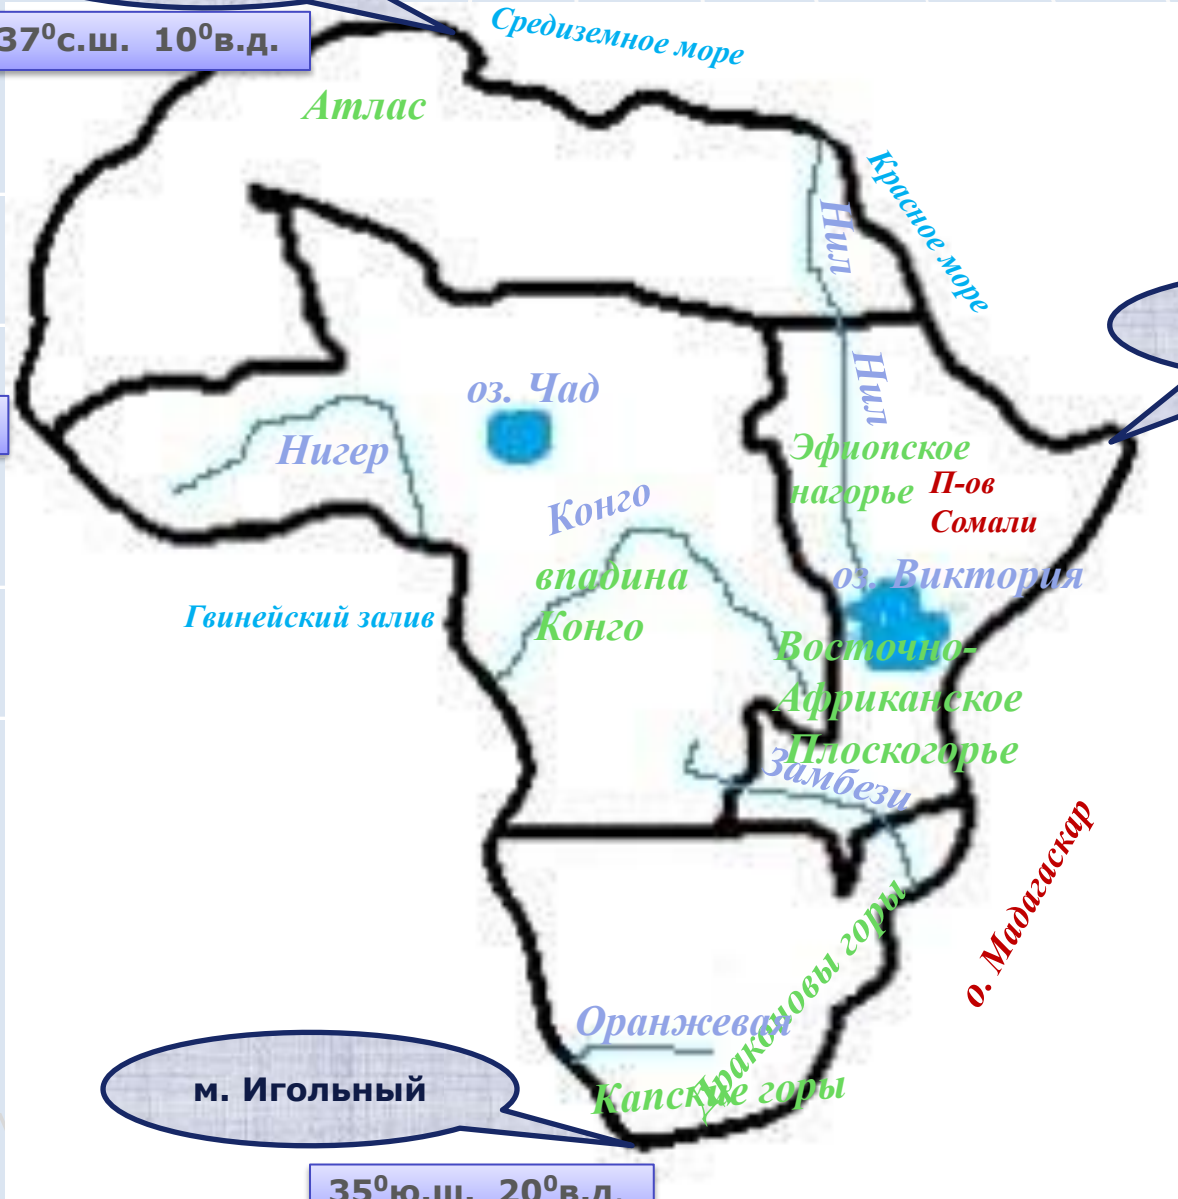 37⁰с.ш. 10⁰в.д.
Средиземное море
Атлас
Красное море
Нил
Нил
оз. Чад
Нигер
Эфиопское
нагорье
П-ов
Сомали
Конго
впадина
Конго
оз. Виктория
Гвинейский залив
Восточно-
Африканское
Плоскогорье
Замбези
о. Мадагаскар
Драконовы горы
Оранжевая
Капские горы
м. Игольный
35⁰ю.ш. 20⁰в.д.